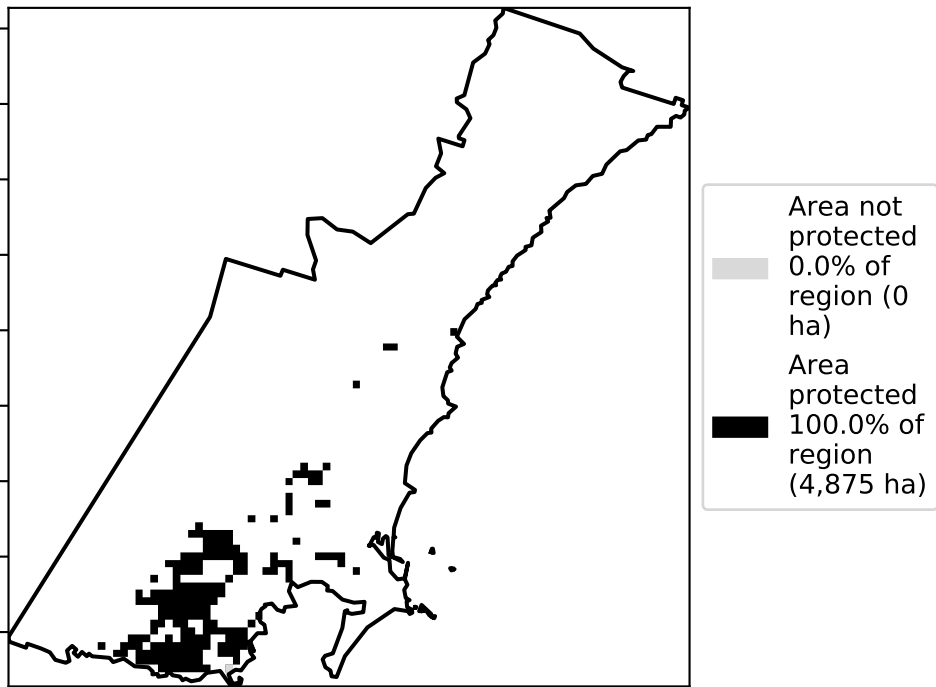 Area not
protected
0.0% of
region (0
ha)
Area
protected
100.0% of
region
(4,875 ha)